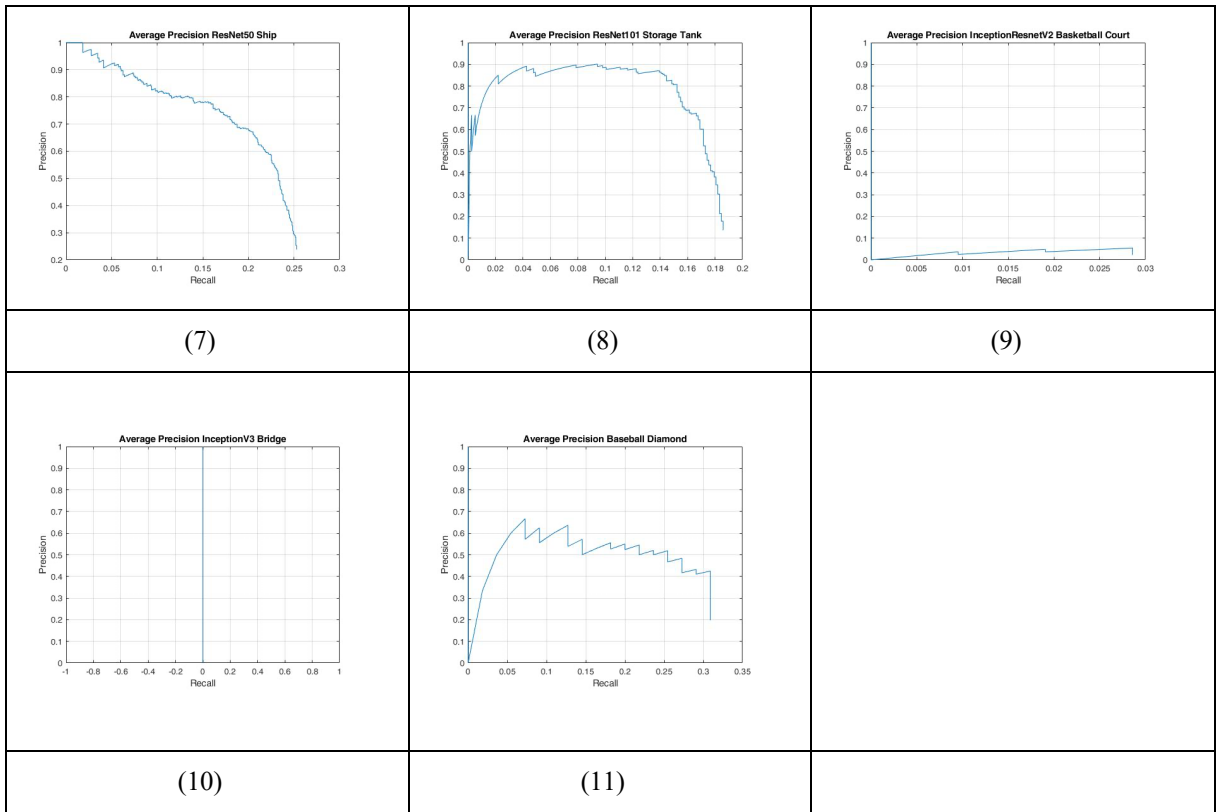 Average Precision ResNet50 Ship
1
0.9
0.8
0.7
0.6
0.5
0.4
0.3
0.2
Precision
0 0.05 0.1 0.15 0.2 0.25 0.3
Recall
Average Precision ResNet101 Storage Tank
1
0.9
0.8
0.7
0.6
0.5
0.4
0.3
0.2
0.1
0
Precision
0 0.02 0.04 0.06 0.08 0.1 0.12 0.14 0.16 0.18 0.2
Recall
Average Precision InceptionResnetV2 Basketball Court
1
0.9
0.8
0.7
0.6
0.5
0.4
0.3
0.2
0.1
0
Precision
0 0.005 0.01 0.015 0.02 0.025 0.03
Recall
(7) (8) (9)
Average Precision InceptionV3 Bridge
1
0.9
0.8
0.7
0.6
0.5
0.4
0.3
0.2
0.1
0
Precision
-1 -0.8 -0.6 -0.4 -0.2 0 0.2 0.4 0.6 0.8 1
Recall
Average Precision Baseball Diamond
1
0.9
0.8
0.7
0.6
0.5
0.4
0.3
0.2
0.1
0
Precision
0 0.05 0.1 0.15 0.2 0.25 0.3 0.35
Recall
(10) (11)